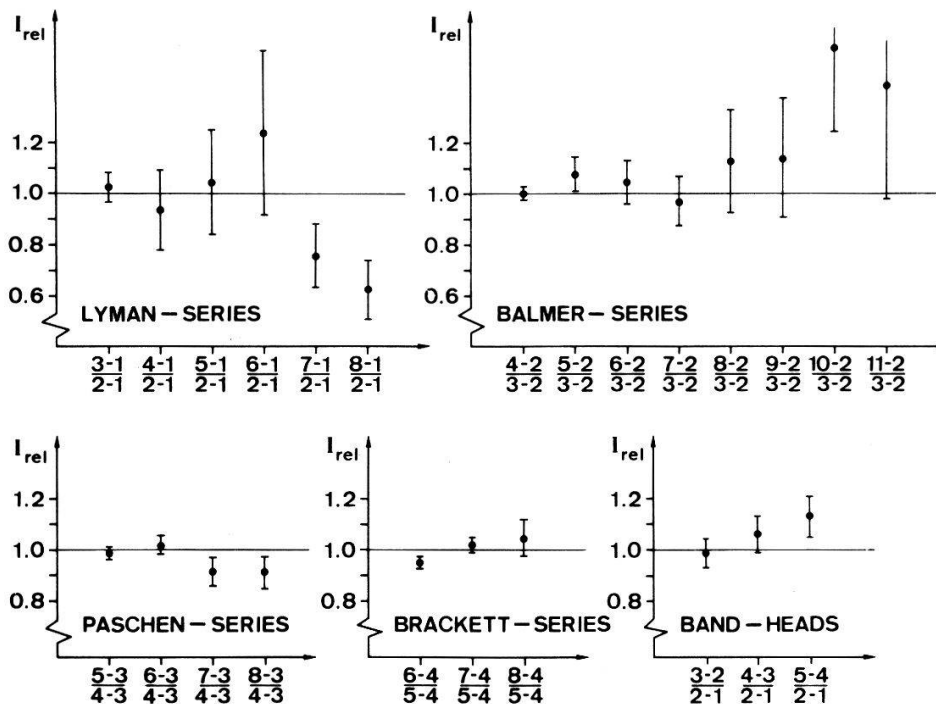 I rel
1.2
1.0
0.8
0.6
LYMAN – SERIES
3-1/2-1 4-1/2-1 5-1/2-1 6-1/2-1 7-1/2-1 8-1/2-1
I rel
1.2
1.0
0.8
0.6
BALMER – SERIES
4-2/3-2 5-2/3-2 6-2/3-2 7-2/3-2 8-2/3-2 9-2/3-2 10-2/3-2 11-2/3-2
I rel
1.2
1.0
0.8
PASCHEN – SERIES
5-3/4-3 6-3/4-3 7-3/4-3 8-3/4-3
I rel
1.2
1.0
0.8
BRACKETT – SERIES
6-4/5-4 7-4/5-4 8-4/5-4
I rel
1.2
1.0
0.8
BAND – HEADS
3-2/2-1 4-3/2-1 5-4/2-1